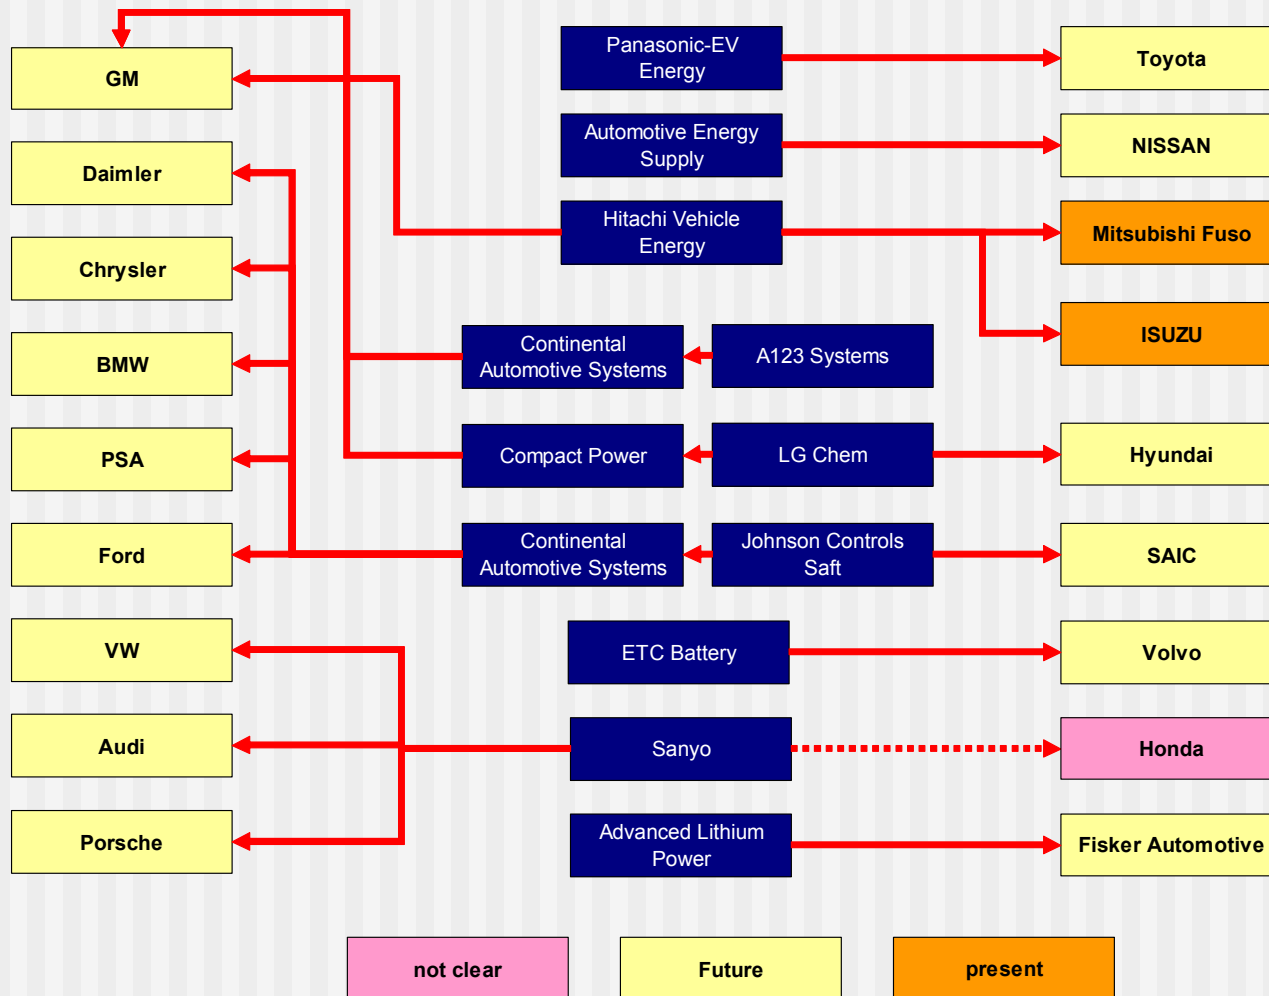 GM
Daimler
Chrysler
BMW
PSA
Ford
VW
Audi
Porsche
Panasonic-EV
Energy
Automotive Energy
Supply
Hitachi Vehicle
Energy
Continental
Automotive Systems
A123 Systems
Compact Power
LG Chem
Continental
Automotive Systems
Johnson Controls
Saft
ETC Battery
Sanyo
Advanced Lithium
Power
Toyota
NISSAN
Mitsubishi Fuso
ISUZU
Hyundai
SAIC
Volvo
Honda
Fisker Automotive
not clear
Future
present